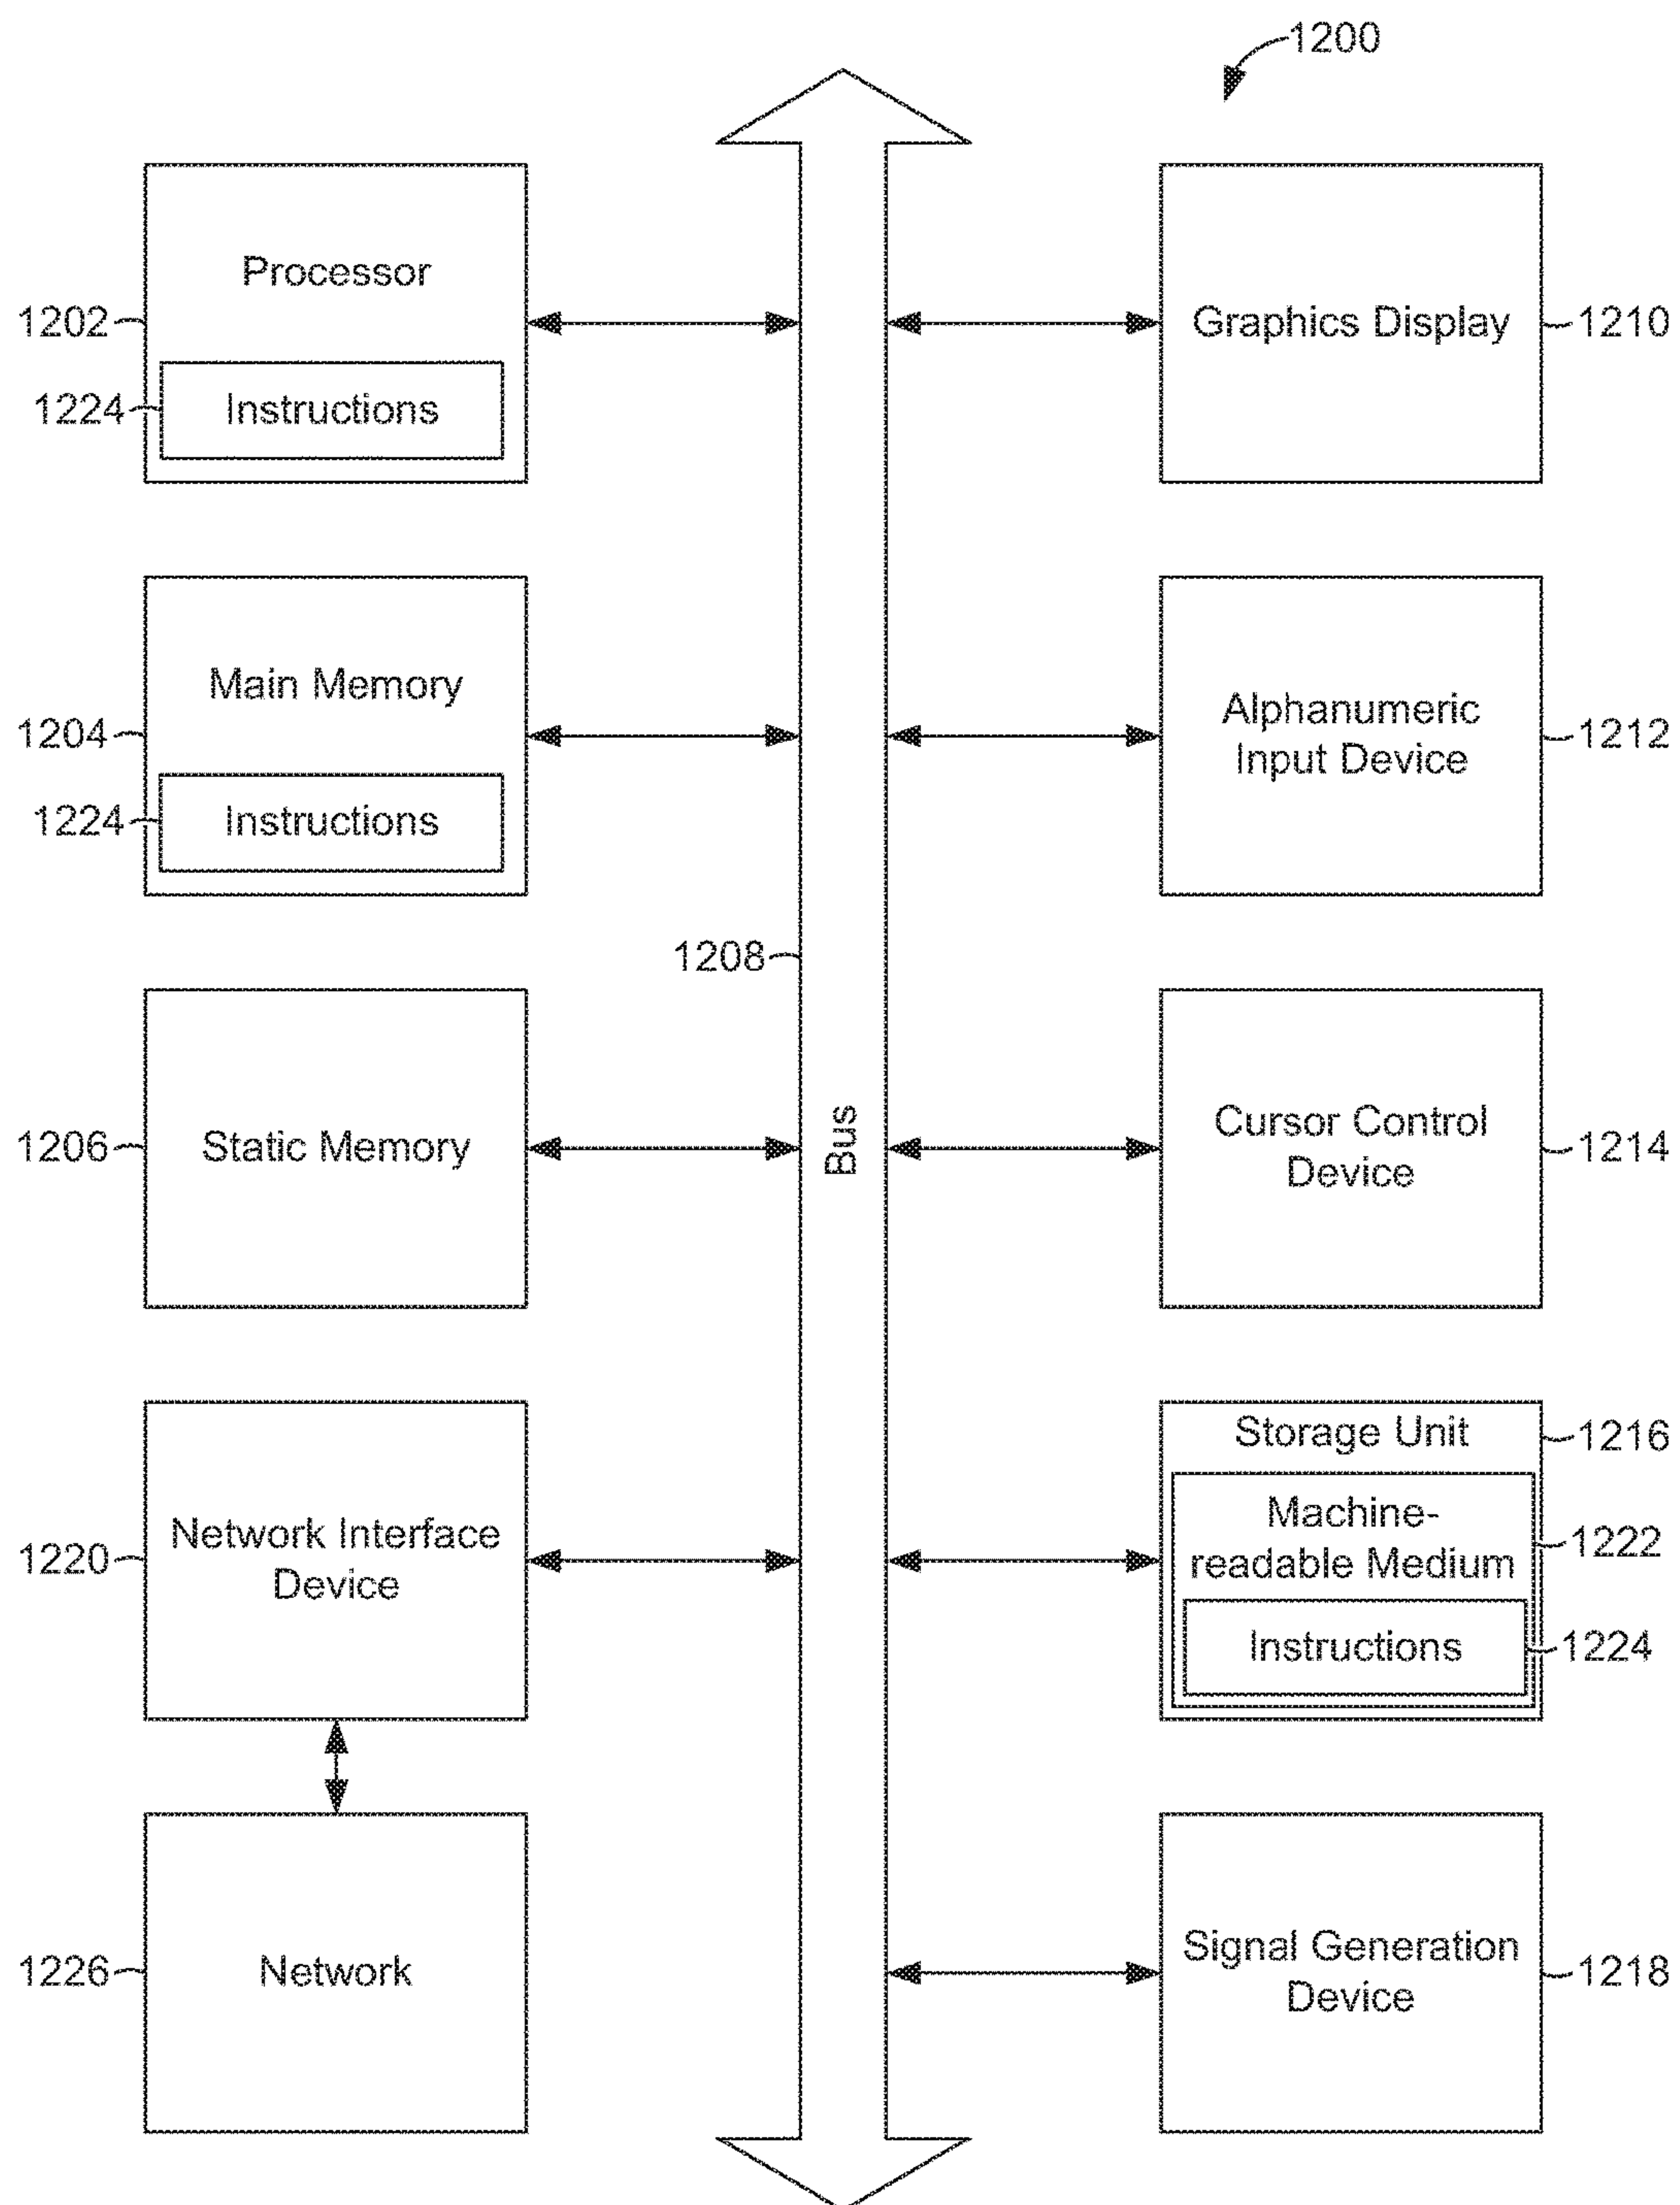 1200
Processor
1202
1224
Instructions
Graphics Display
1210
Main Memory
1204
1224
Instructions
Alphanumeric
Input Device
1212
1208
Bus
Static Memory
1206
Cursor Control
Device
1214
Network Interface
Device
1220
Storage Unit
1216
Machine-
readable Medium
1222
Instructions
1224
Network
1226
Signal Generation
Device
1218